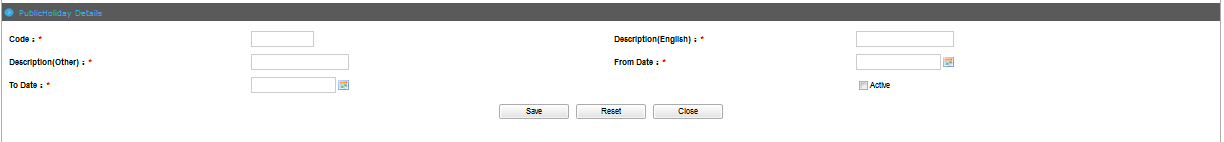 PublicHoliday Details
Code : * Description(English) : *
Description(Other) : * From Date : *
To Date : * Active
Save Reset Close